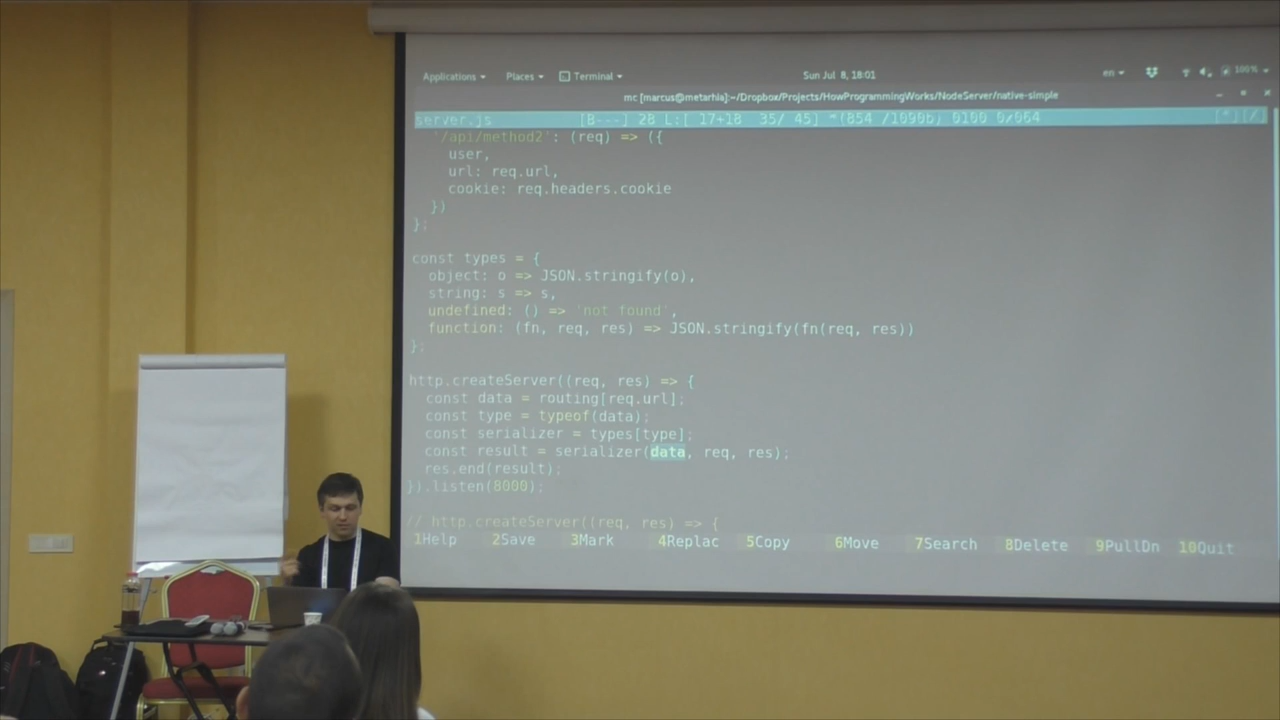 Applications Places Terminal Sun Jul 8, 18:01 en 100%
mc [marcus@metarhia]:~/Dropbox/Projects/HowProgrammingWorks/NodeServer/native-simple
server.js [B---] 28 L:[ 17+18 35/ 45] *(854 /1090b) 0100 0x064 [*][/]
'/api/method2': (req) => ({
user,
url: req.url,
cookie: req.headers.cookie
})
};
const types = {
object: o => JSON.stringify(o),
string: s => s,
undefined: () => 'not found',
function: (fn, req, res) => JSON.stringify(fn(req, res))
};
http.createServer((req, res) => {
const data = routing[req.url];
const type = typeof(data);
const serializer = types[type];
const result = serializer(data, req, res);
res.end(result);
}).listen(8000);
// http.createServer((req, res) => {
1Help 2Save 3Mark 4Replac 5Copy 6Move 7Search 8Delete 9PullDn 10Quit